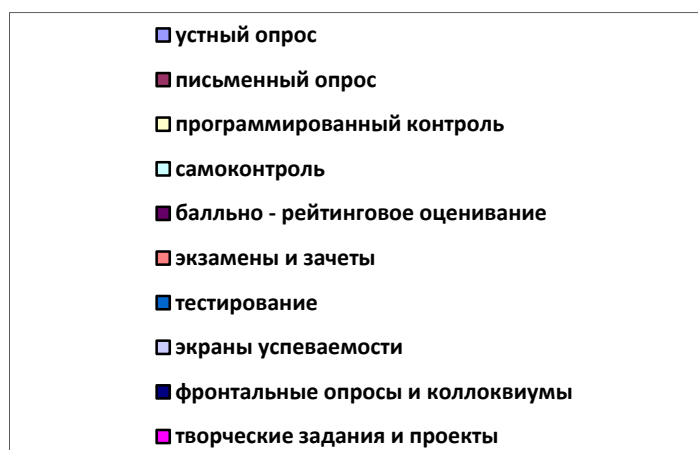 устный опрос
письменный опрос
программированный контроль
самоконтроль
балльно - рейтинговое оценивание
экзамены и зачеты
тестирование
экраны успеваемости
фронтальные опросы и коллоквиумы
творческие задания и проекты